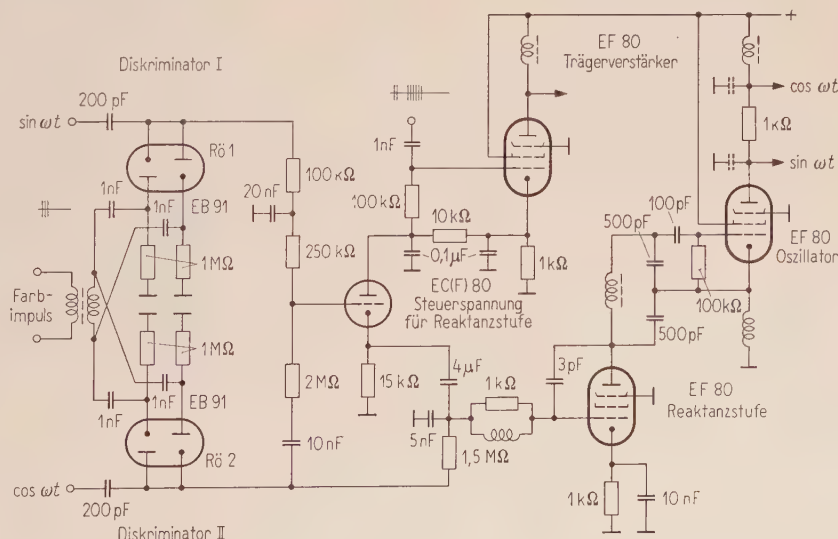 Diskriminator I
200 pF
sin ωt
Rö 1
1nF
1nF
EB 91
1MΩ
Farb-
impuls
1MΩ
1nF
1nF
EB 91
Rö 2
cos ωt
200 pF
Diskriminator II
100 kΩ
20 nF
250 kΩ
2 MΩ
10 nF
EF 80
Trägerverstärker
1nF
100 kΩ
10 kΩ
0,1 µF
1kΩ
EC(F) 80
Steuerspannung
für Reaktanzstufe
15 kΩ
4 µF
5 nF
1 kΩ
1,5 MΩ
3 pF
EF 80
Reaktanzstufe
1kΩ
10 nF
+
cos ωt
1 kΩ
sin ωt
100 pF
500 pF
EF 80
Oszillator
100 kΩ
500 pF